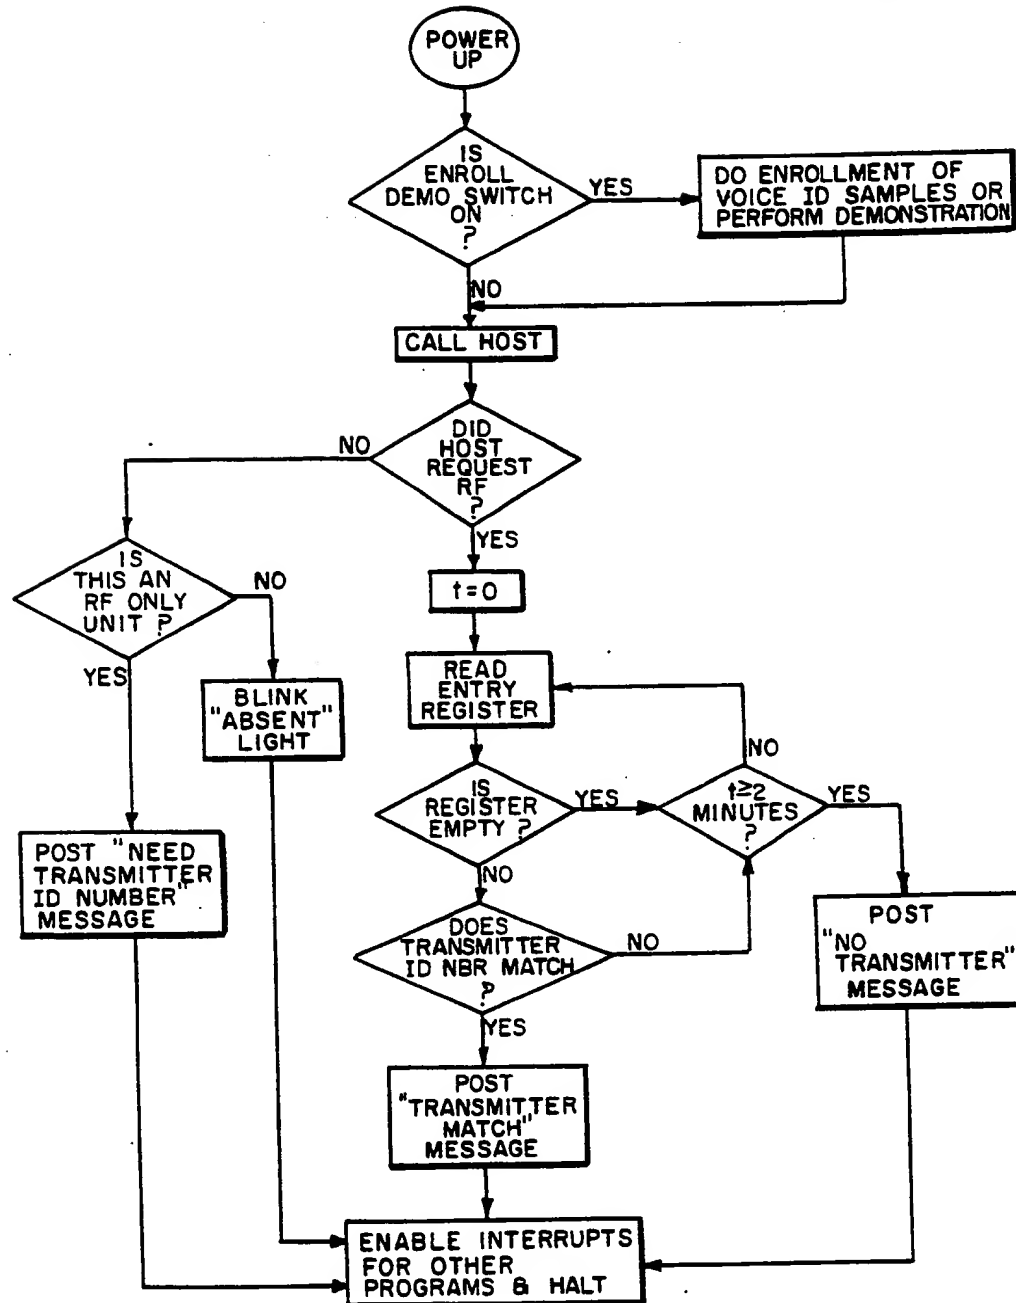 POWER
UP
IS
ENROLL
DEMO SWITCH
ON
?
YES
DO ENROLLMENT OF
VOICE ID SAMPLES OR
PERFORM DEMONSTRATION
NO
CALL HOST
DID
HOST
REQUEST
RF
?
NO
YES
IS
THIS AN
RF ONLY
UNIT ?
NO
YES
t=0
READ
ENTRY
REGISTER
BLINK
"ABSENT"
LIGHT
NO
IS
REGISTER
EMPTY ?
YES
t≥2
MINUTES
?
YES
POST "NEED
TRANSMITTER
ID NUMBER"
MESSAGE
NO
DOES
TRANSMITTER
ID NBR MATCH
?
NO
POST
"NO
TRANSMITTER"
MESSAGE
YES
POST
"TRANSMITTER
MATCH"
MESSAGE
ENABLE INTERRUPTS
FOR OTHER
PROGRAMS & HALT